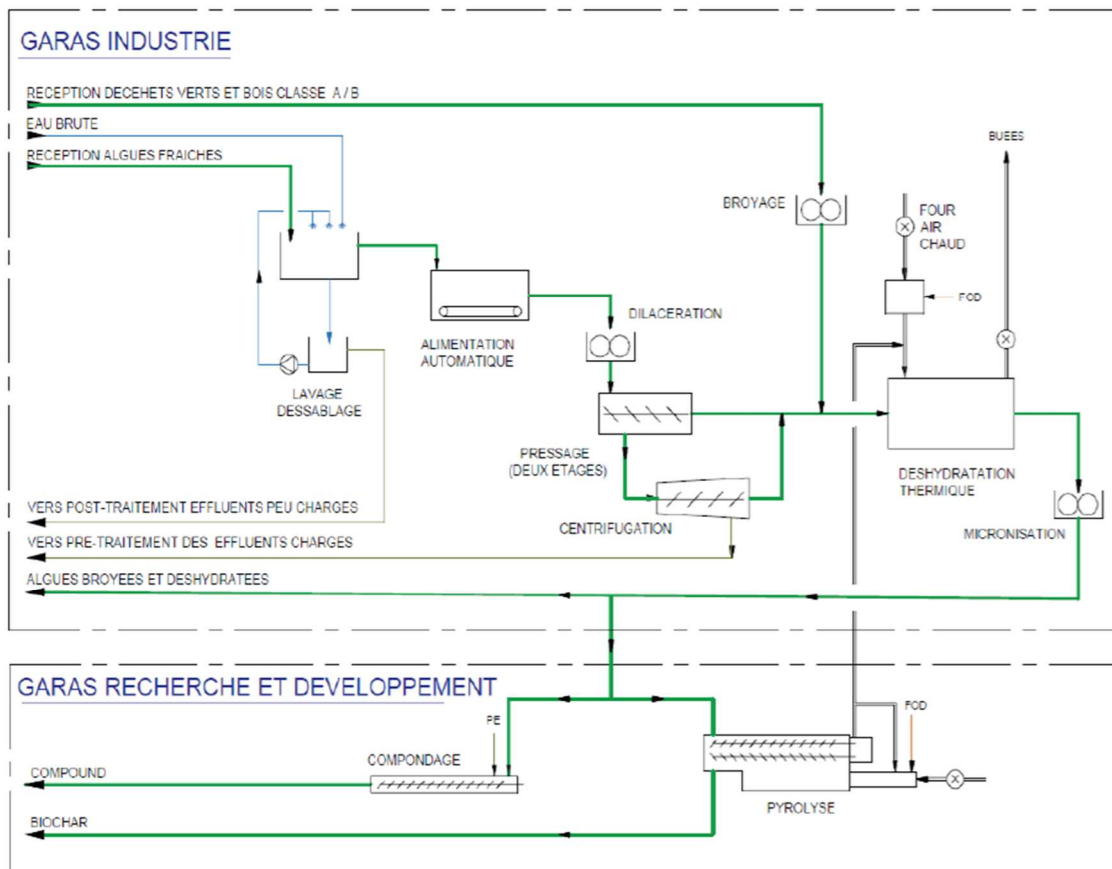 GARAS INDUSTRIE
RECEPTION DECEHETS VERTS ET BOIS CLASSE A / B
EAU BRUTE
RECEPTION ALGUES FRAICHES
BUEES
BROYAGE
FOUR
AIR
CHAUD
FOD
DILACERATION
ALIMENTATION
AUTOMATIQUE
LAVAGE
DESSABLAGE
PRESSAGE
(DEUX ETAGES)
DESHYDRATATION
THERMIQUE
VERS POST-TRAITEMENT EFFLUENTS PEU CHARGES
CENTRIFUGATION
MICRONISATION
VERS PRE-TRAITEMENT DES EFFLUENTS CHARGES
ALGUES BROYEES ET DESHYDRATEES
GARAS RECHERCHE ET DEVELOPPEMENT
PE
FOD
COMPONDAGE
COMPOUND
PYROLYSE
BIOCHAR